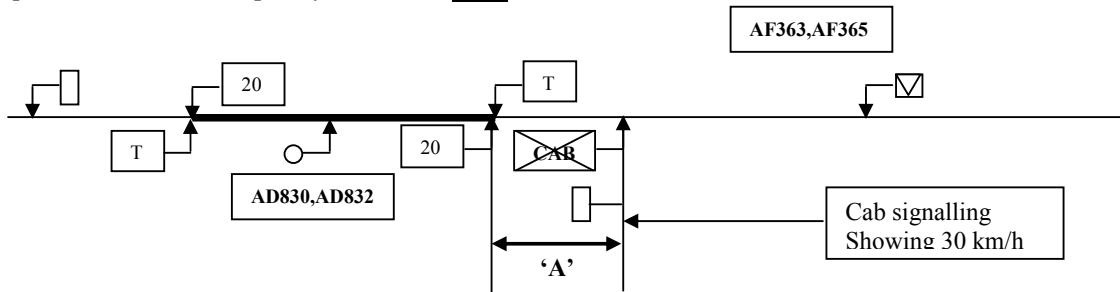 AF363,AF365
20
T
T
20
CAB
AD830,AD832
Cab signalling
Showing 30 km/h
‘A’